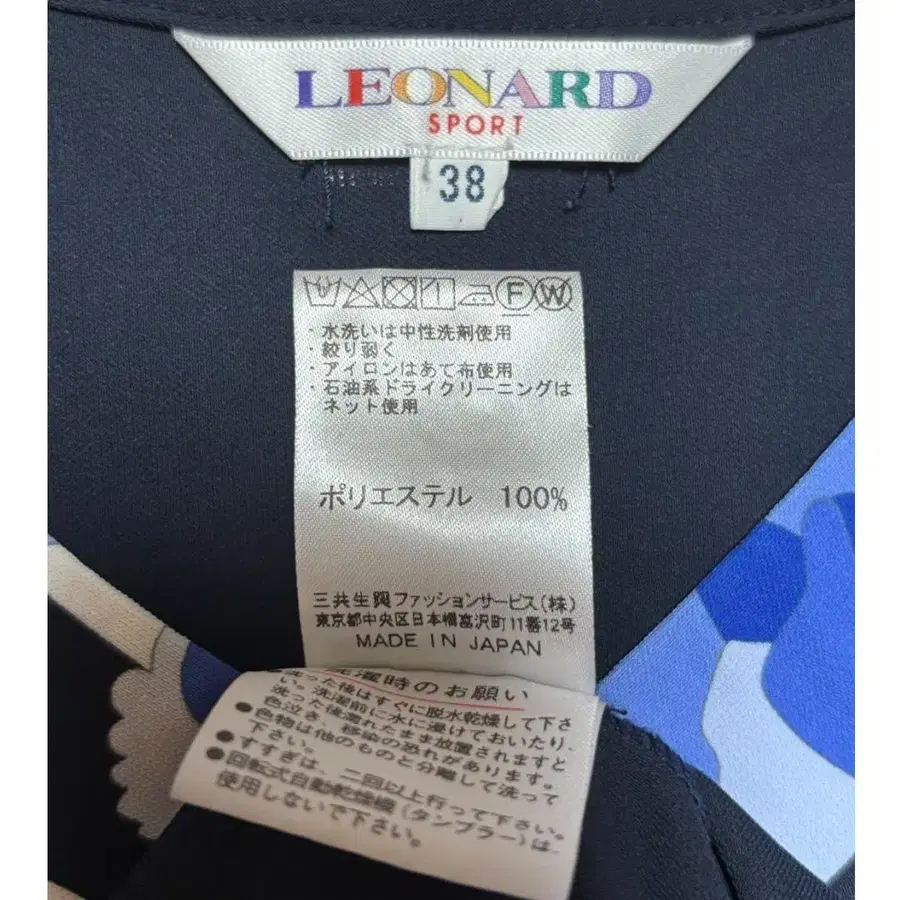 LEONARD
SPORT
38
F W
・水洗いは中性洗剤使用
・絞り弱く
・アイロンはあて布使用
・石油系ドライクリーニングは
ネット使用
ポリエステル 100%
三共生興ファッションサービス(株)
東京都中央区日本橋富沢町11番12号
MADE IN JAPAN
洗濯時のお願い
洗った後はすぐに脱水乾燥して下さ
い。洗濯前に水に浸けておいたり、
洗った後濡れたまま放置されますと
色泣き、移染の恐れがあります。
●色物は他のものと分離して洗って
下さい。
●すすぎは、二回以上行って下さい。
●回転式自動乾燥機(タンブラー)は、
使用しないで下さい。